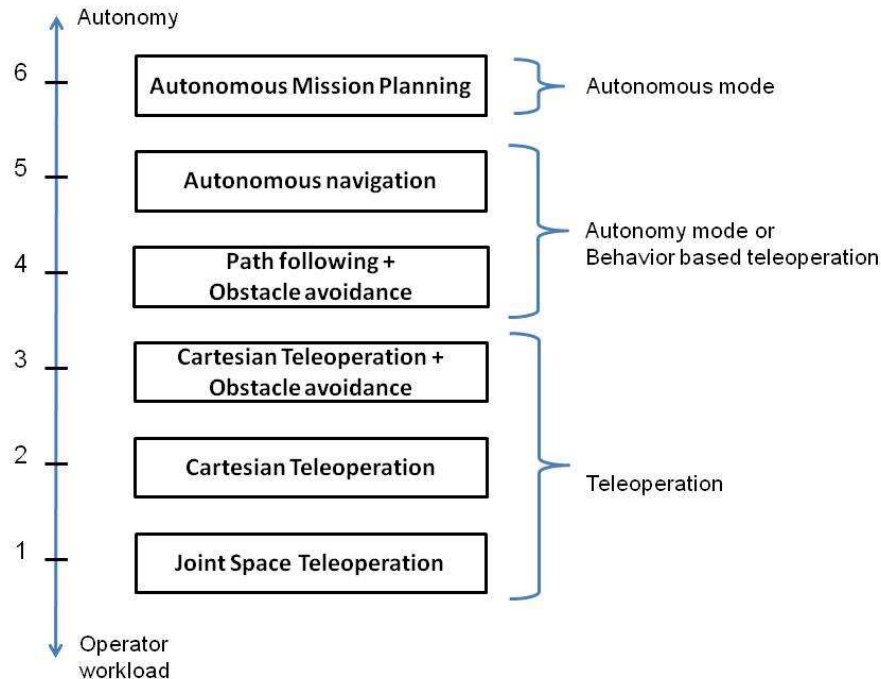 Autonomy
6
Autonomous Mission Planning
Autonomous mode
5
Autonomous navigation
Autonomy mode or
Behavior based teleoperation
4
Path following +
Obstacle avoidance
3
Cartesian Teleoperation +
Obstacle avoidance
2
Cartesian Teleoperation
Teleoperation
1
Joint Space Teleoperation
Operator
workload